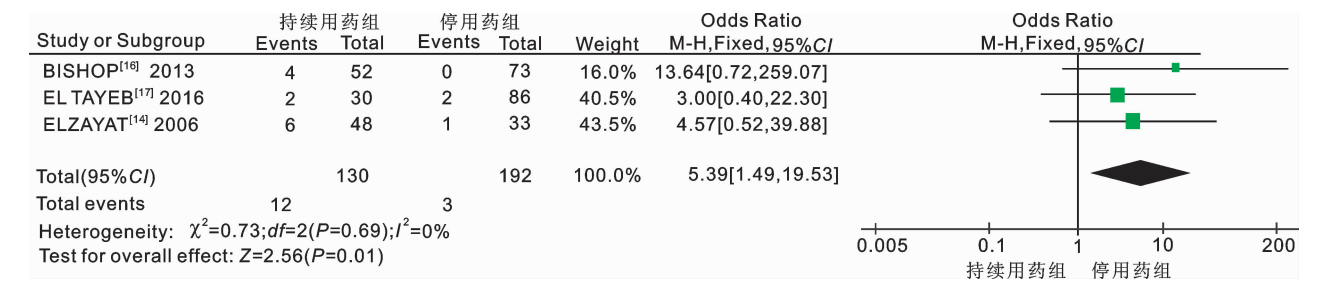 持续用药组 停用药组 Odds Ratio Odds Ratio
Study or Subgroup Events Total Events Total Weight M-H,Fixed,95%CI M-H,Fixed,95%CI
BISHOP[16] 2013 4 52 0 73 16.0% 13.64[0.72,259.07]
EL TAYEB[17] 2016 2 30 2 86 40.5% 3.00[0.40,22.30]
ELZAYAT[14] 2006 6 48 1 33 43.5% 4.57[0.52,39.88]
Total(95%CI) 130 192 100.0% 5.39[1.49,19.53]
Total events 12 3
Heterogeneity: χ²=0.73;df=2(P=0.69);I²=0%
Test for overall effect: Z=2.56(P=0.01)
0.005 0.1 1 10 200
持续用药组 停用药组